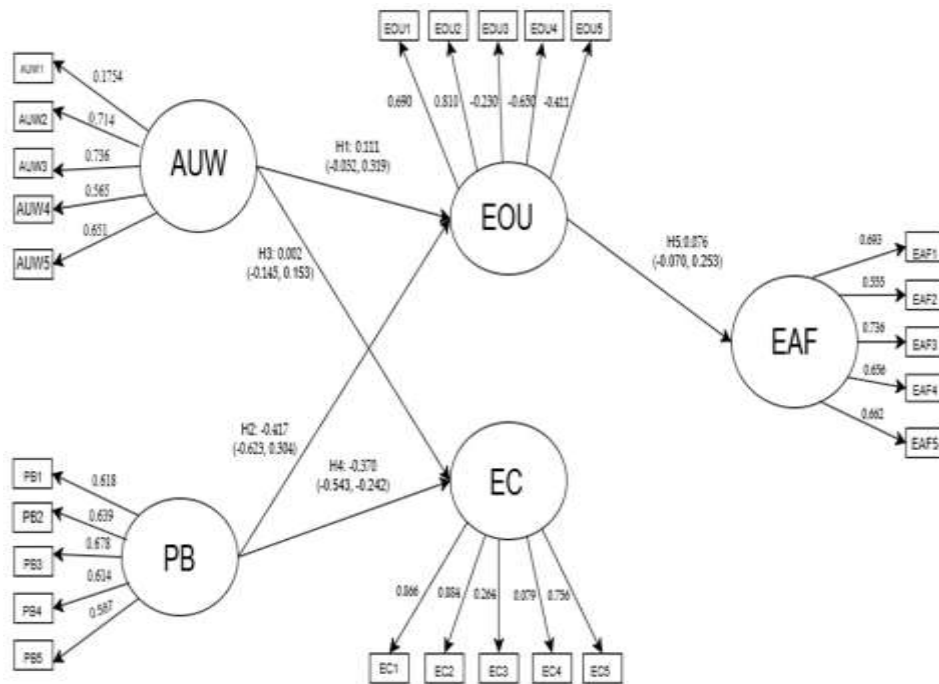 EOU1
EOU2
EOU3
EOU4
EOU5
0.690
0.810
-0.230
-0.650
-0.411
AUW1
AUW2
AUW3
AUW4
AUW5
0.1754
0.714
0.736
0.565
0.651
AUW
H1: 0.111
(-0.052, 0.319)
EOU
H3: 0.002
(-0.145, 0.153)
H5:0.076
(-0.070, 0.253)
EAF
0.693
0.555
0.736
0.656
0.662
EAF1
EAF2
EAF3
EAF4
EAF5
H2: -0.417
(-0.623, 0.304)
H4: -0.370
(-0.543, -0.242)
EC
PB1
PB2
PB3
PB4
PB5
0.618
0.639
0.678
0.614
0.567
PB
0.866
0.884
0.264
0.079
0.756
EC1
EC2
EC3
EC4
EC5